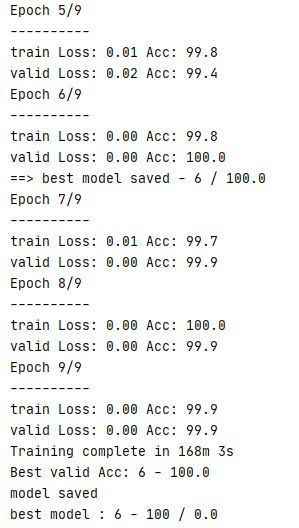 Epoch 5/9
----------
train Loss: 0.01 Acc: 99.8
valid Loss: 0.02 Acc: 99.4
Epoch 6/9
----------
train Loss: 0.00 Acc: 99.8
valid Loss: 0.00 Acc: 100.0
==> best model saved - 6 / 100.0
Epoch 7/9
----------
train Loss: 0.01 Acc: 99.7
valid Loss: 0.00 Acc: 99.9
Epoch 8/9
----------
train Loss: 0.00 Acc: 100.0
valid Loss: 0.00 Acc: 99.9
Epoch 9/9
----------
train Loss: 0.00 Acc: 99.9
valid Loss: 0.00 Acc: 99.9
Training complete in 168m 3s
Best valid Acc: 6 - 100.0
model saved
best model : 6 - 100 / 0.0